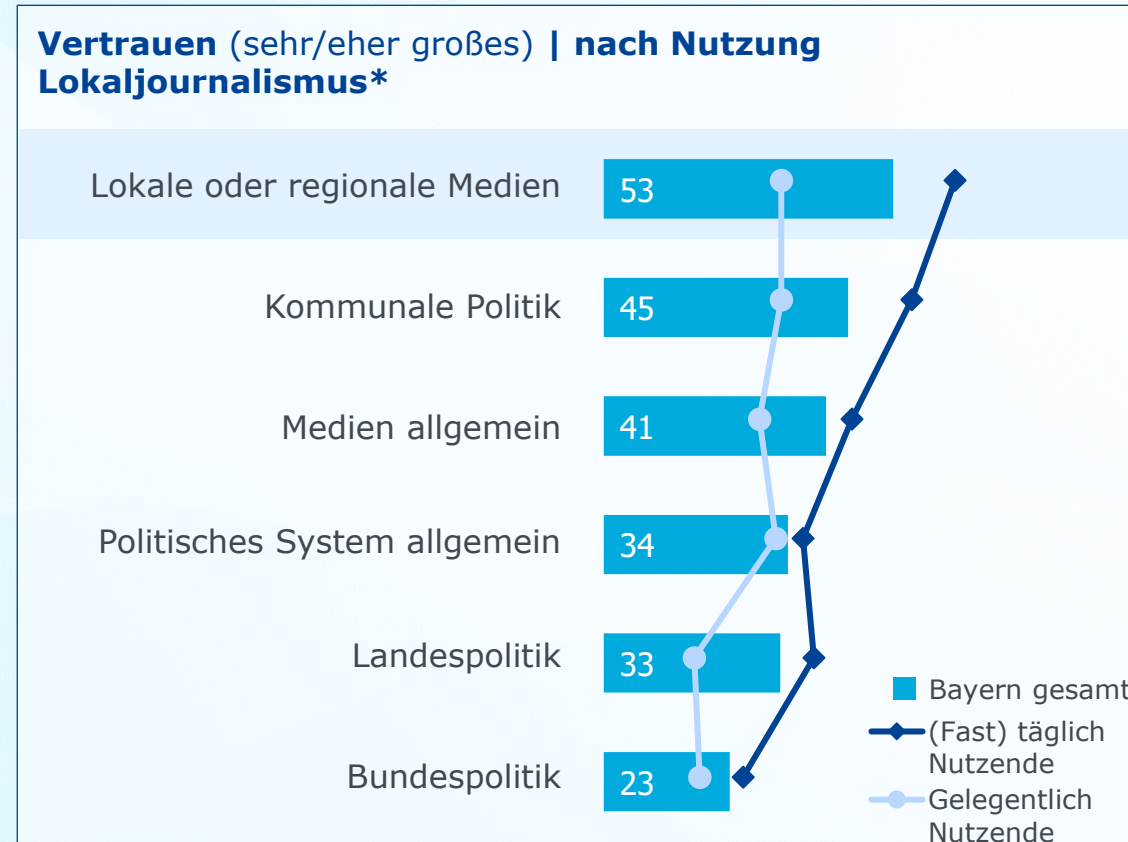 Vertrauen (sehr/eher großes) | nach Nutzung
Lokaljournalismus*
Lokale oder regionale Medien 53
Kommunale Politik 45
Medien allgemein 41
Politisches System allgemein 34
Landespolitik 33
Bundespolitik 23
Bayern gesamt
(Fast) täglich
Nutzende
Gelegentlich
Nutzende